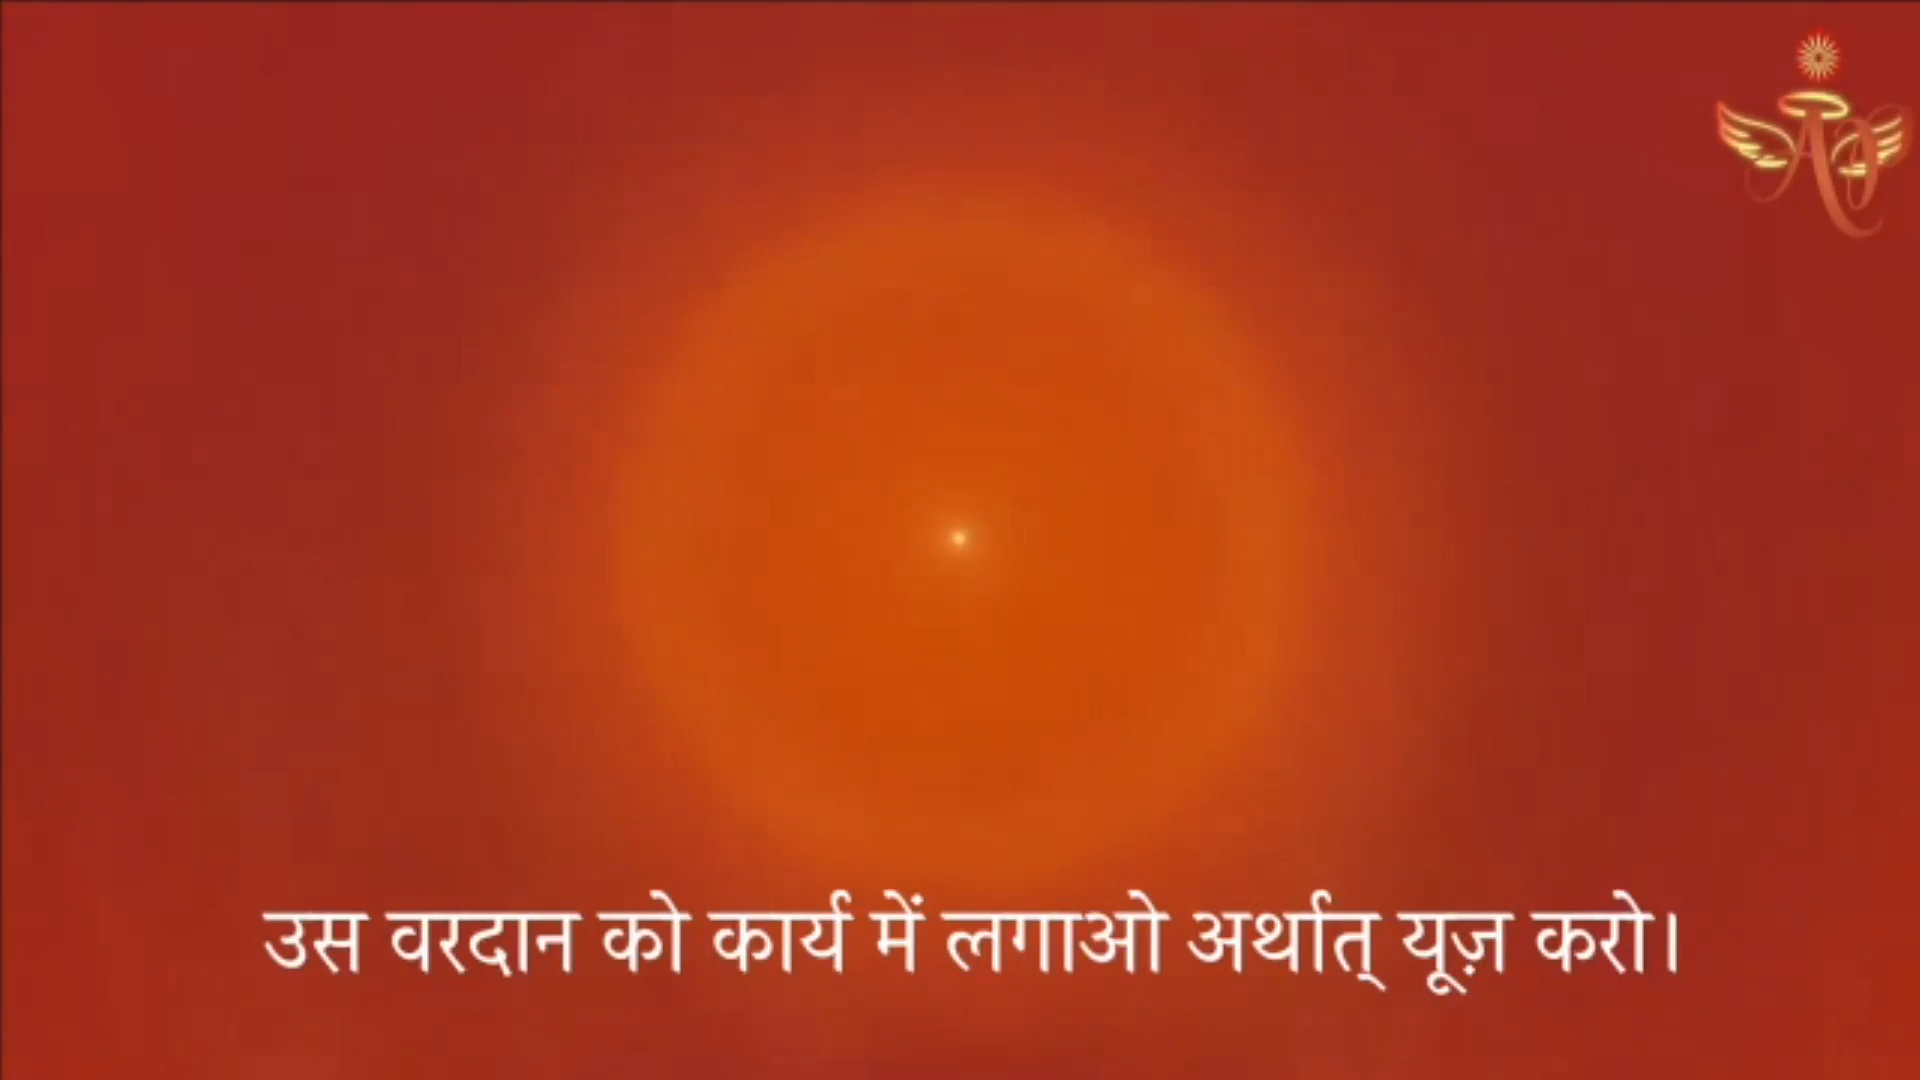 उस वरदान को कार्य में लगाओ अर्थात् यूज़ करो।